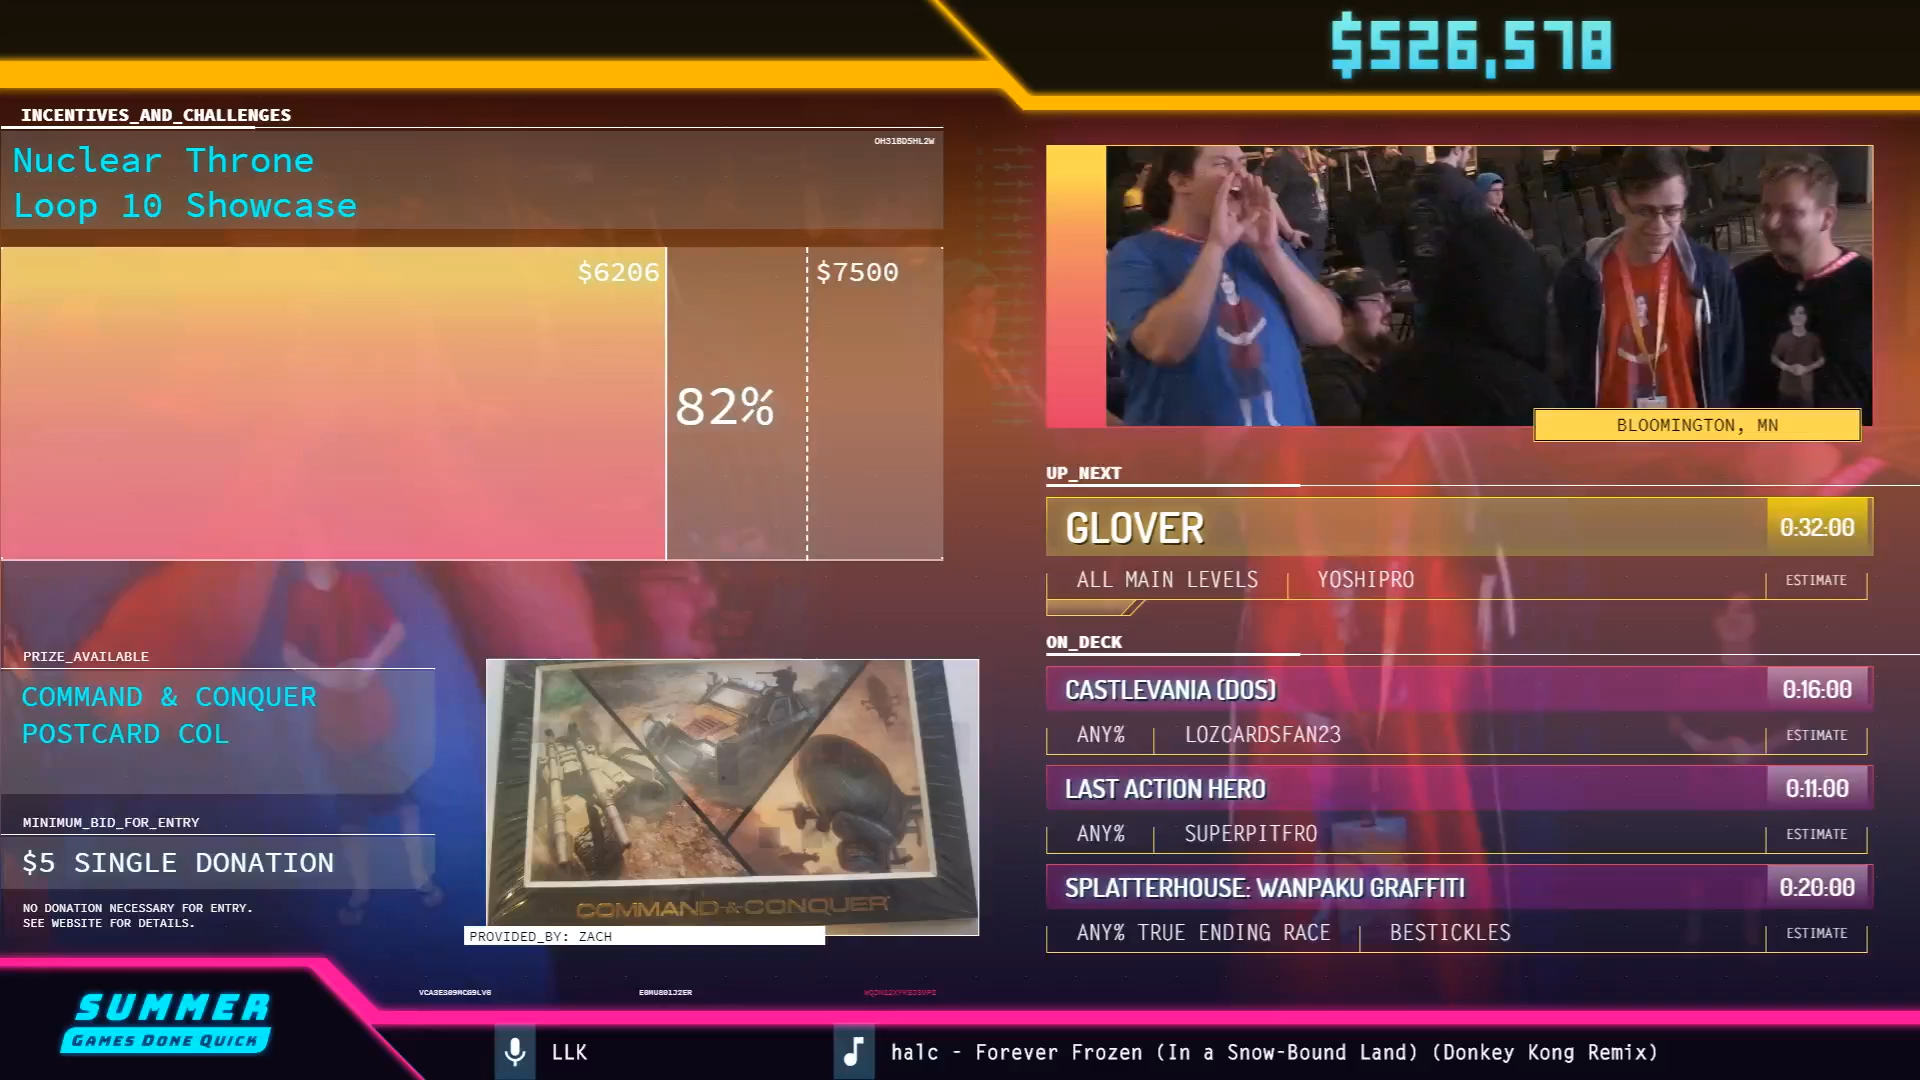 $526,578
INCENTIVES_AND_CHALLENGES
OH31BD5HL2W
Nuclear Throne
Loop 10 Showcase
$6206
$7500
82%
BLOOMINGTON, MN
UP_NEXT
GLOVER
0:32:00
ALL MAIN LEVELS
YOSHIPRO
ESTIMATE
ON_DECK
CASTLEVANIA (DOS)
0:16:00
ANY%
LOZCARDSFAN23
ESTIMATE
LAST ACTION HERO
0:11:00
ANY%
SUPERPITFRO
ESTIMATE
SPLATTERHOUSE: WANPAKU GRAFFITI
0:20:00
ANY% TRUE ENDING RACE
BESTICKLES
ESTIMATE
PRIZE_AVAILABLE
COMMAND & CONQUER
POSTCARD COL
MINIMUM_BID_FOR_ENTRY
$5 SINGLE DONATION
NO DONATION NECESSARY FOR ENTRY.
SEE WEBSITE FOR DETAILS.
COMMAND & CONQUER
PROVIDED_BY: ZACH
SUMMER
GAMES DONE QUICK
LLK
halc - Forever Frozen (In a Snow-Bound Land) (Donkey Kong Remix)